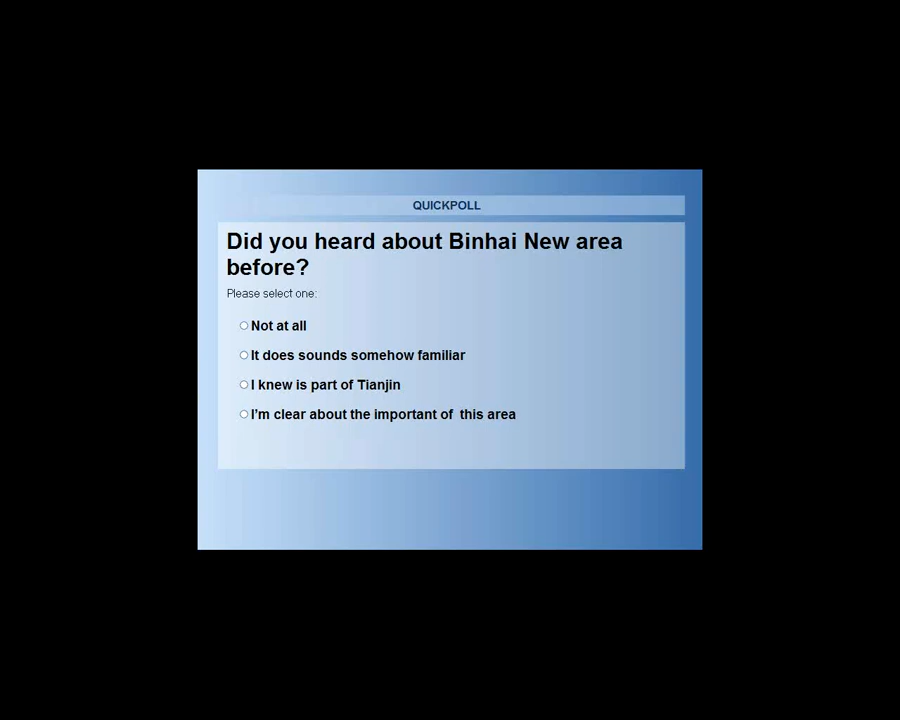 QUICKPOLL
Did you heard about Binhai New area
before?
Please select one:
Not at all
It does sounds somehow familiar
I knew is part of Tianjin
I'm clear about the important of  this area